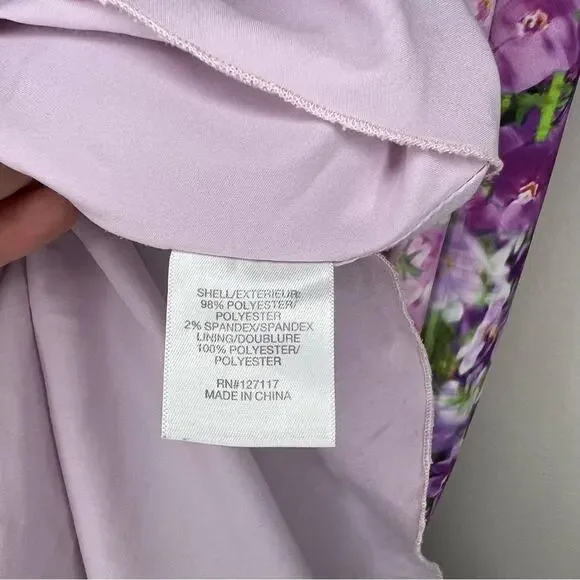 SHELL/EXTERIEUR:
98% POLYESTER/
POLYESTER
2% SPANDEX/SPANDEX
LINING/DOUBLURE
100% POLYESTER/
POLYESTER
RN#127117
MADE IN CHINA